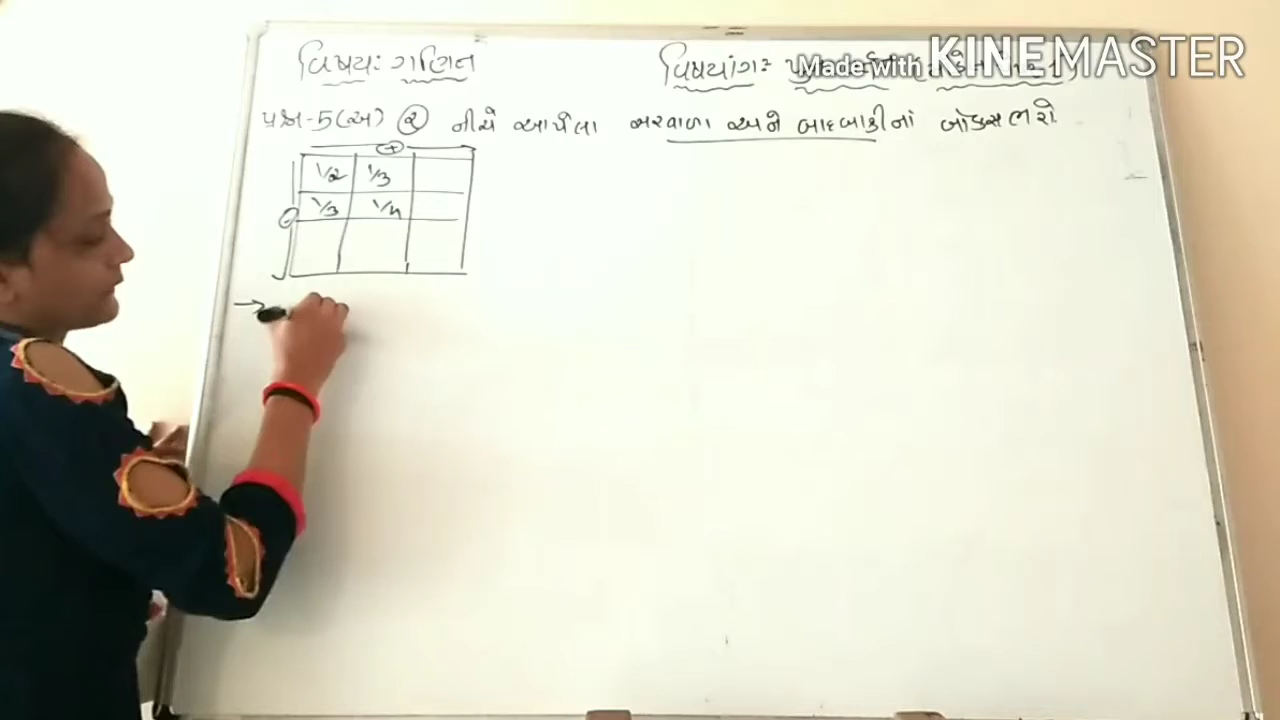 વિષય: ગણિત
વિષયાંગ:
Made with KINEMASTER
પ્રશ્ન-5(અ) ૨ નીચે આપેલા સરવાળા અને બાદબાકીનાં બોક્સ ભરો
+
1/2 1/3
1/3 1/4
-